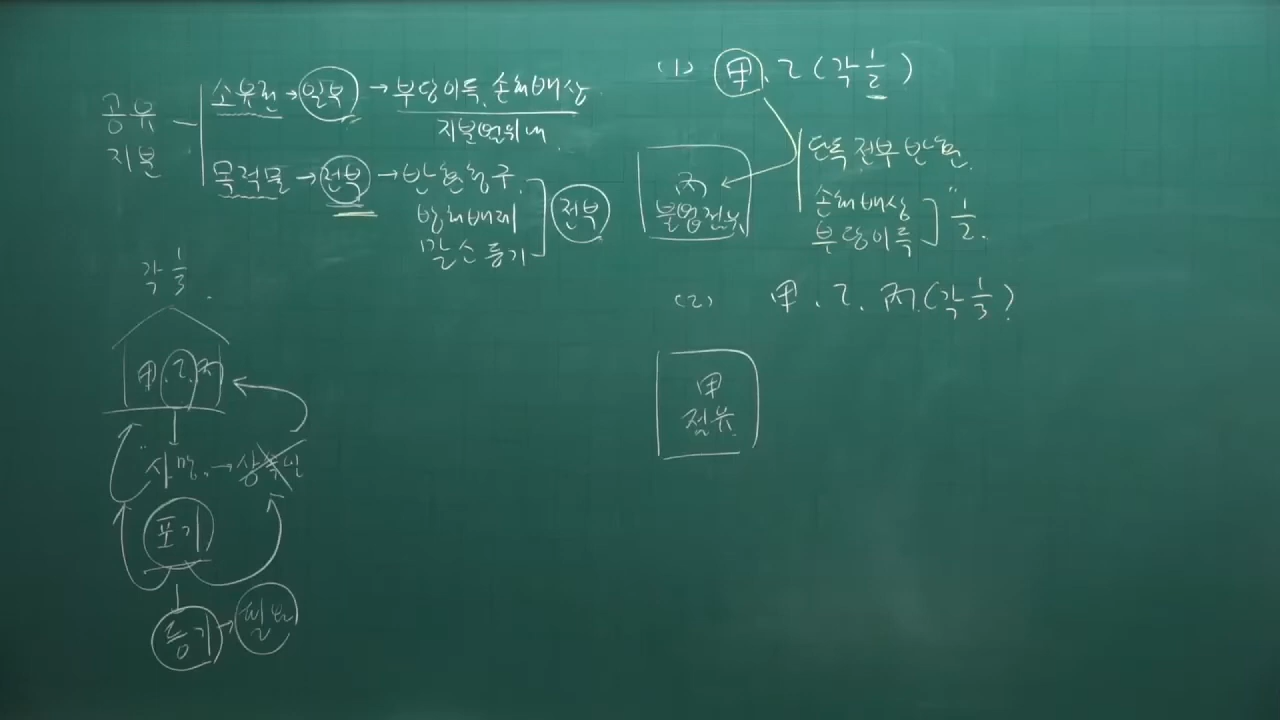 공유 지분
소유권 → 일부 → 부당이득, 손해배상
지분범위내
목적물 → 전부 → 반환청구
방해배제
말소등기
전부
각 1/3
甲. 乙. 丙
사망. → 상속인
포기
등기 → 필요
(1) 甲, 乙 (각 1/2)
丙
불법점유
단독 전부 반환
손해배상
부당이득
1/2.
(2) 甲. 乙. 丙. (각 1/3)
甲
점유